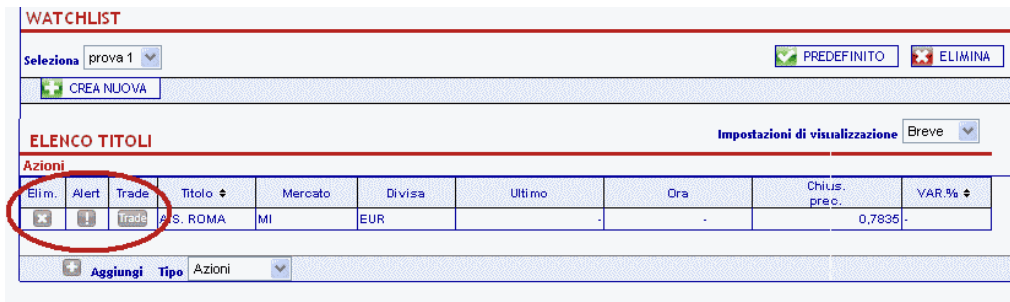 WATCHLIST
Seleziona prova 1 PREDEFINITO ELIMINA
CREA NUOVA
ELENCO TITOLI Impostazioni di visualizzazione Breve
Azioni
Elim. Alert Trade Titolo Mercato Divisa Ultimo Ora Chius. prec. VAR.%
Trade A.S. ROMA MI EUR - - 0,7835 -
Aggiungi Tipo Azioni